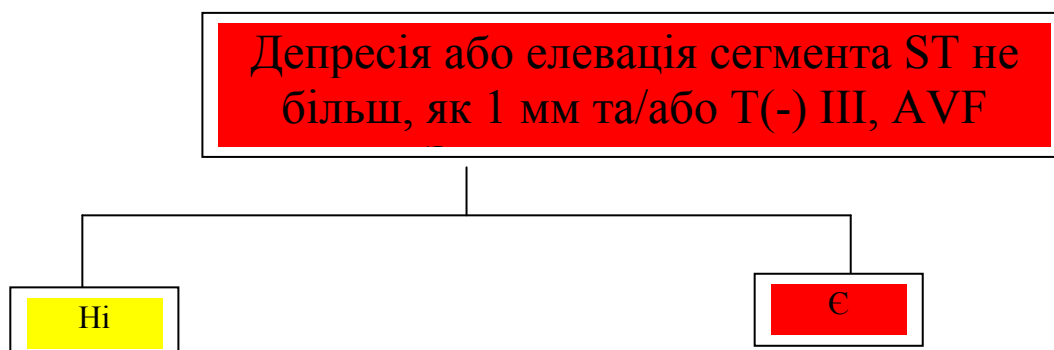 Депресія або елевація сегмента ST не
більш, як 1 мм та/або Т(-) III, AVF
Ні
Є